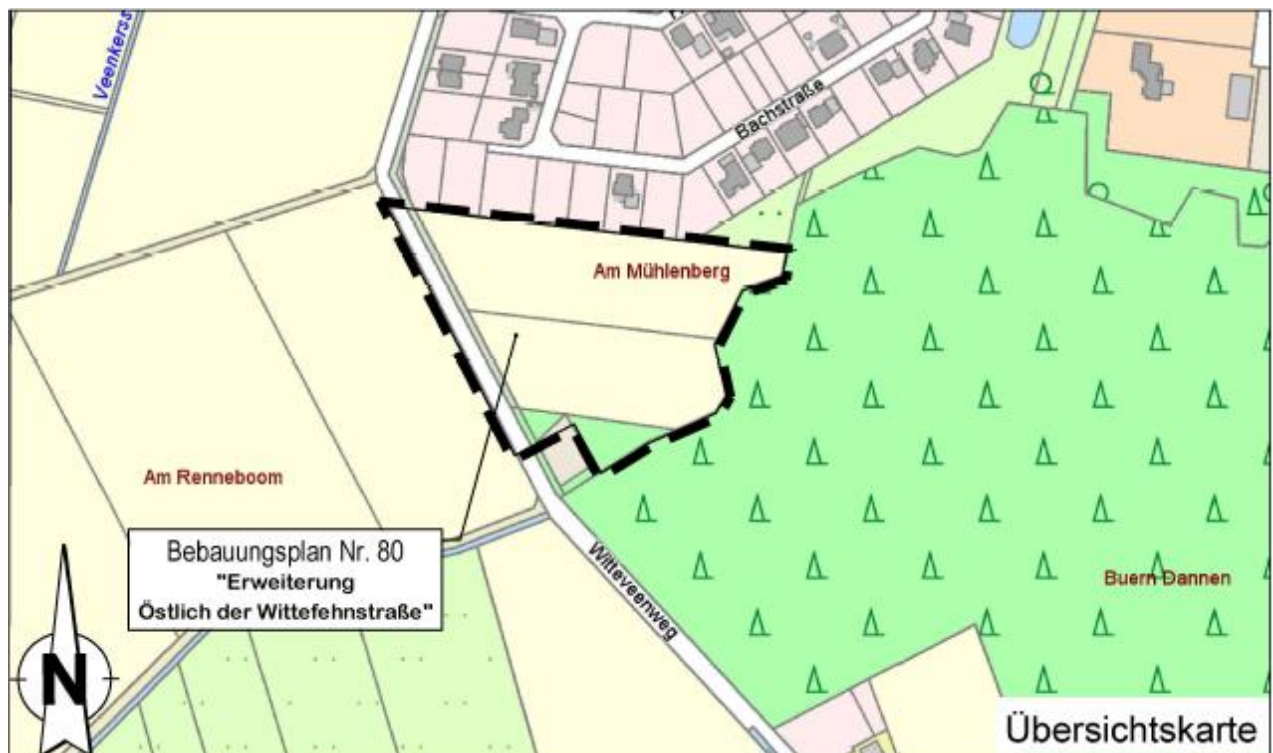 Veenkerss
Bachstraße
Am Mühlenberg
Am Renneboom
Bebauungsplan Nr. 80
"Erweiterung
Östlich der Wittefehnstraße"
Witteveenweg
Buern Dannen
N
Übersichtskarte